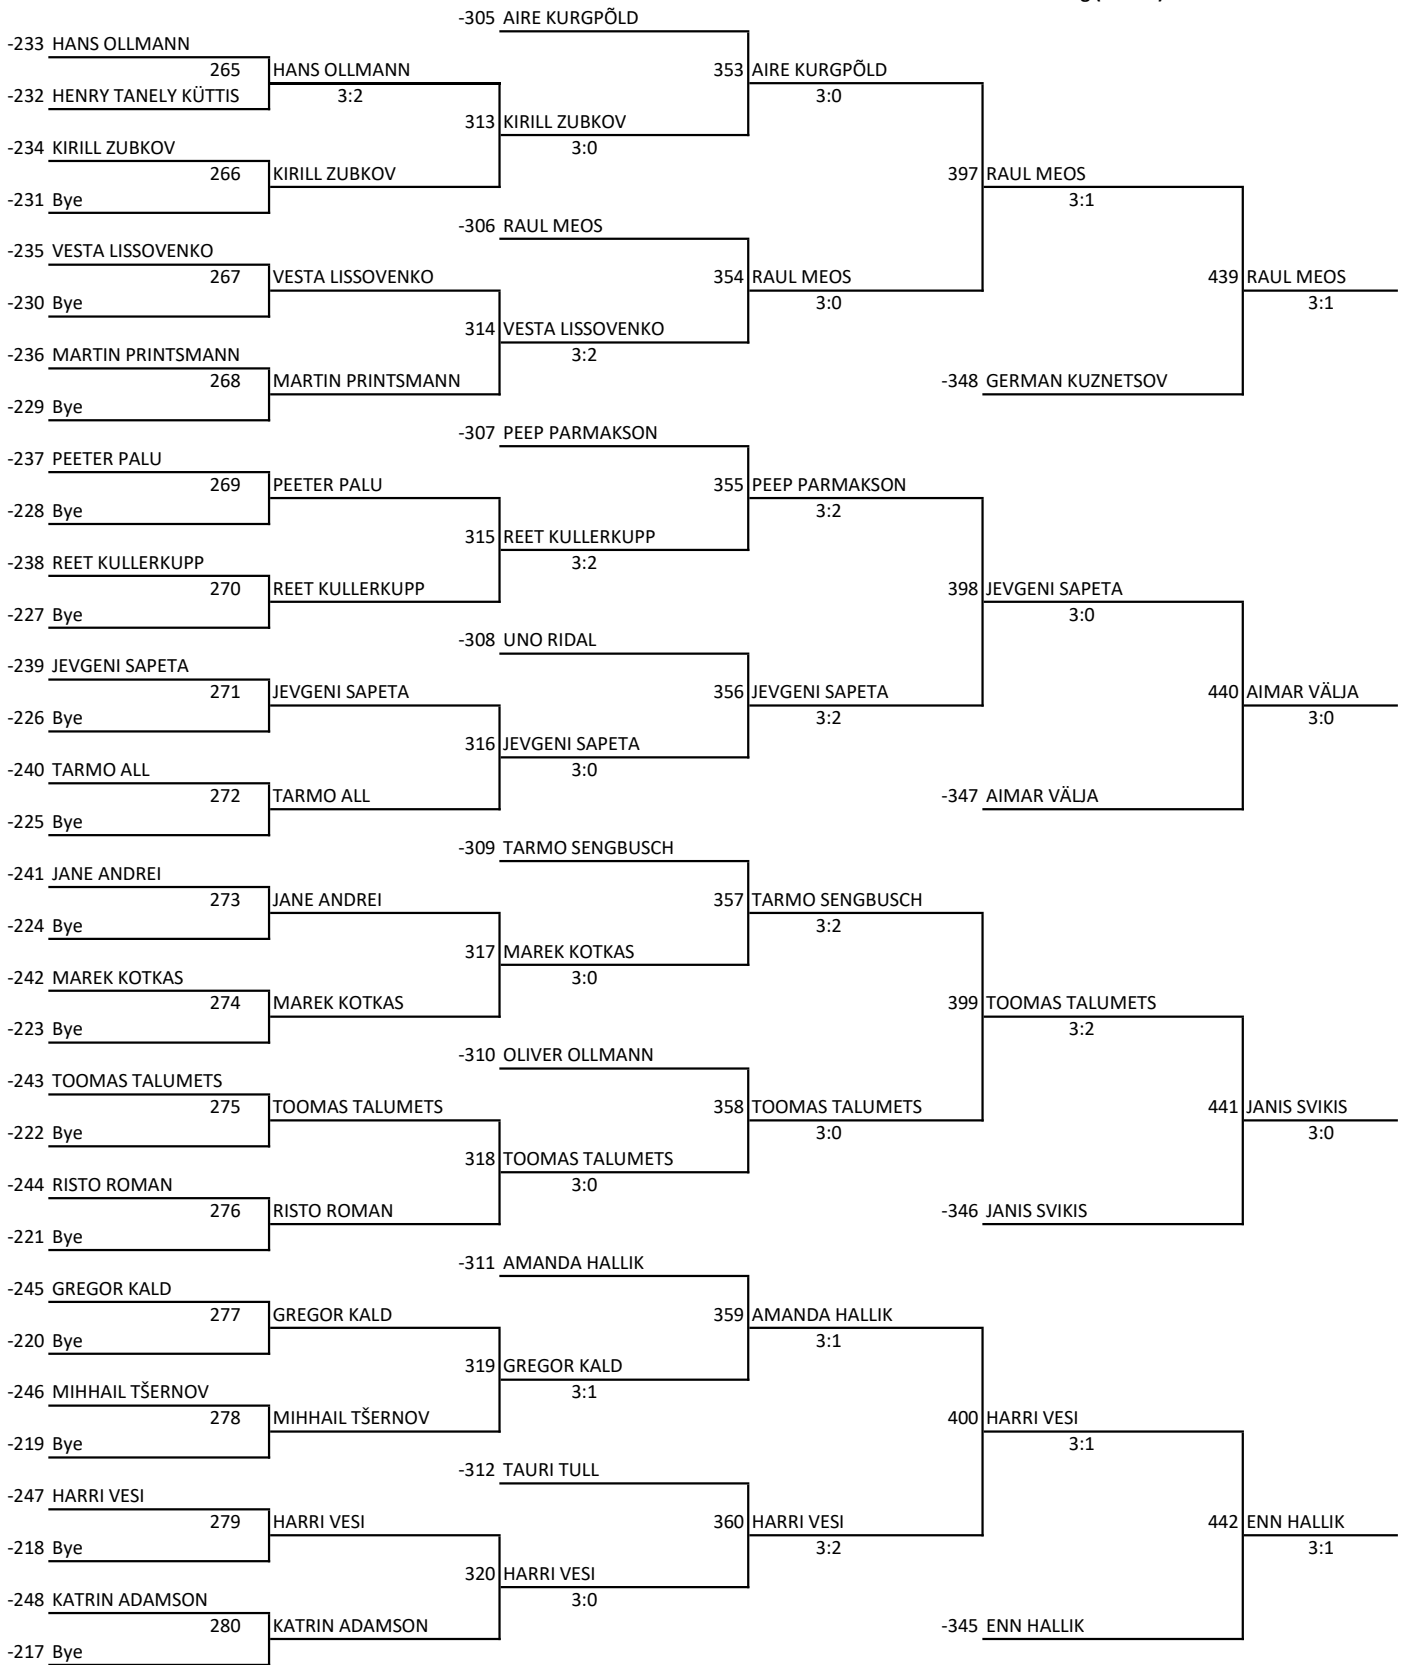 -305 AIRE KURGPÕLD
-233 HANS OLLMANN
265 HANS OLLMANN
353 AIRE KURGPÕLD
-232 HENRY TANELY KÜTTIS
3:2
3:0
313 KIRILL ZUBKOV
-234 KIRILL ZUBKOV
3:0
266 KIRILL ZUBKOV
397 RAUL MEOS
-231 Bye
3:1
-306 RAUL MEOS
-235 VESTA LISSOVENKO
267 VESTA LISSOVENKO
354 RAUL MEOS
439 RAUL MEOS
-230 Bye
3:0
3:1
314 VESTA LISSOVENKO
-236 MARTIN PRINTSMANN
3:2
268 MARTIN PRINTSMANN
-348 GERMAN KUZNETSOV
-229 Bye
-307 PEEP PARMAKSON
-237 PEETER PALU
269 PEETER PALU
355 PEEP PARMAKSON
-228 Bye
3:2
315 REET KULLERKUPP
-238 REET KULLERKUPP
3:2
270 REET KULLERKUPP
398 JEVGENI SAPETA
-227 Bye
3:0
-308 UNO RIDAL
-239 JEVGENI SAPETA
271 JEVGENI SAPETA
356 JEVGENI SAPETA
440 AIMAR VÄLJA
-226 Bye
3:2
3:0
316 JEVGENI SAPETA
-240 TARMO ALL
3:0
272 TARMO ALL
-347 AIMAR VÄLJA
-225 Bye
-309 TARMO SENGBUSCH
-241 JANE ANDREI
273 JANE ANDREI
357 TARMO SENGBUSCH
-224 Bye
3:2
317 MAREK KOTKAS
-242 MAREK KOTKAS
3:0
274 MAREK KOTKAS
399 TOOMAS TALUMETS
-223 Bye
3:2
-310 OLIVER OLLMANN
-243 TOOMAS TALUMETS
275 TOOMAS TALUMETS
358 TOOMAS TALUMETS
441 JANIS SVIKIS
-222 Bye
3:0
3:0
318 TOOMAS TALUMETS
-244 RISTO ROMAN
3:0
276 RISTO ROMAN
-346 JANIS SVIKIS
-221 Bye
-311 AMANDA HALLIK
-245 GREGOR KALD
277 GREGOR KALD
359 AMANDA HALLIK
-220 Bye
3:1
319 GREGOR KALD
-246 MIHHAIL TŠERNOV
3:1
278 MIHHAIL TŠERNOV
400 HARRI VESI
-219 Bye
3:1
-312 TAURI TULL
-247 HARRI VESI
279 HARRI VESI
360 HARRI VESI
442 ENN HALLIK
-218 Bye
3:2
3:1
320 HARRI VESI
-248 KATRIN ADAMSON
3:0
280 KATRIN ADAMSON
-345 ENN HALLIK
-217 Bye